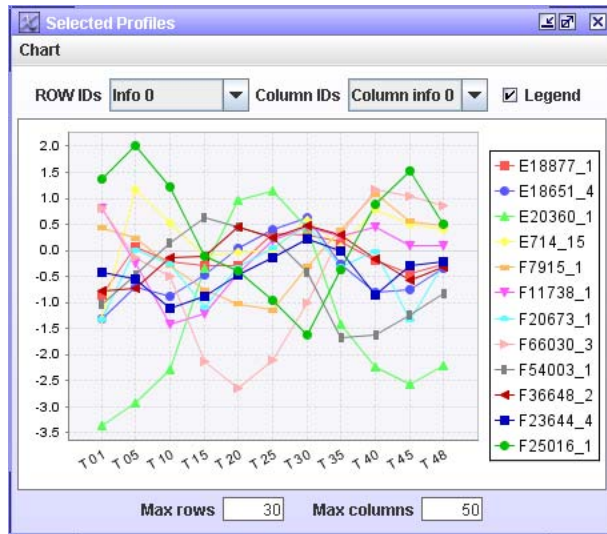 Selected Profiles
Chart
ROW IDs Info 0 Column IDs Column info 0 Legend
2.0
1.5
1.0
0.5
0.0
-0.5
-1.0
-1.5
-2.0
-2.5
-3.0
-3.5
T 01 T 05 T 10 T 15 T 20 T 25 T 30 T 35 T 40 T 45 T 48
E18877_1
E18651_4
E20360_1
E714_15
F7915_1
F11738_1
F20673_1
F66030_3
F54003_1
F36648_2
F23644_4
F25016_1
Max rows 30 Max columns 50